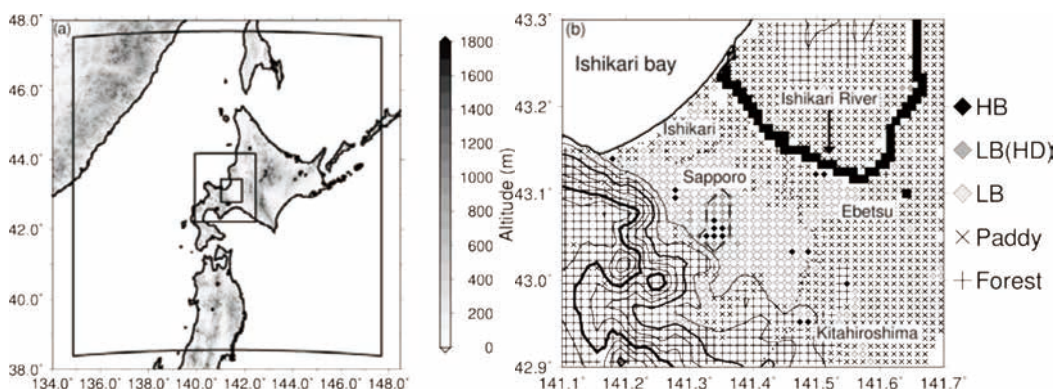 (a)
48.0°
46.0°
44.0°
42.0°
40.0°
38.0°
134.0° 136.0° 138.0° 140.0° 142.0° 144.0° 146.0° 148.0°
Altitude (m)
1800
1600
1400
1200
1000
800
600
400
200
0
(b)
43.3°
43.2°
43.1°
43.0°
42.9°
141.1° 141.2° 141.3° 141.4° 141.5° 141.6° 141.7°
Ishikari bay
Ishikari River
Ishikari
Sapporo
Ebetsu
Kitahiroshima
HB
LB(HD)
LB
Paddy
Forest